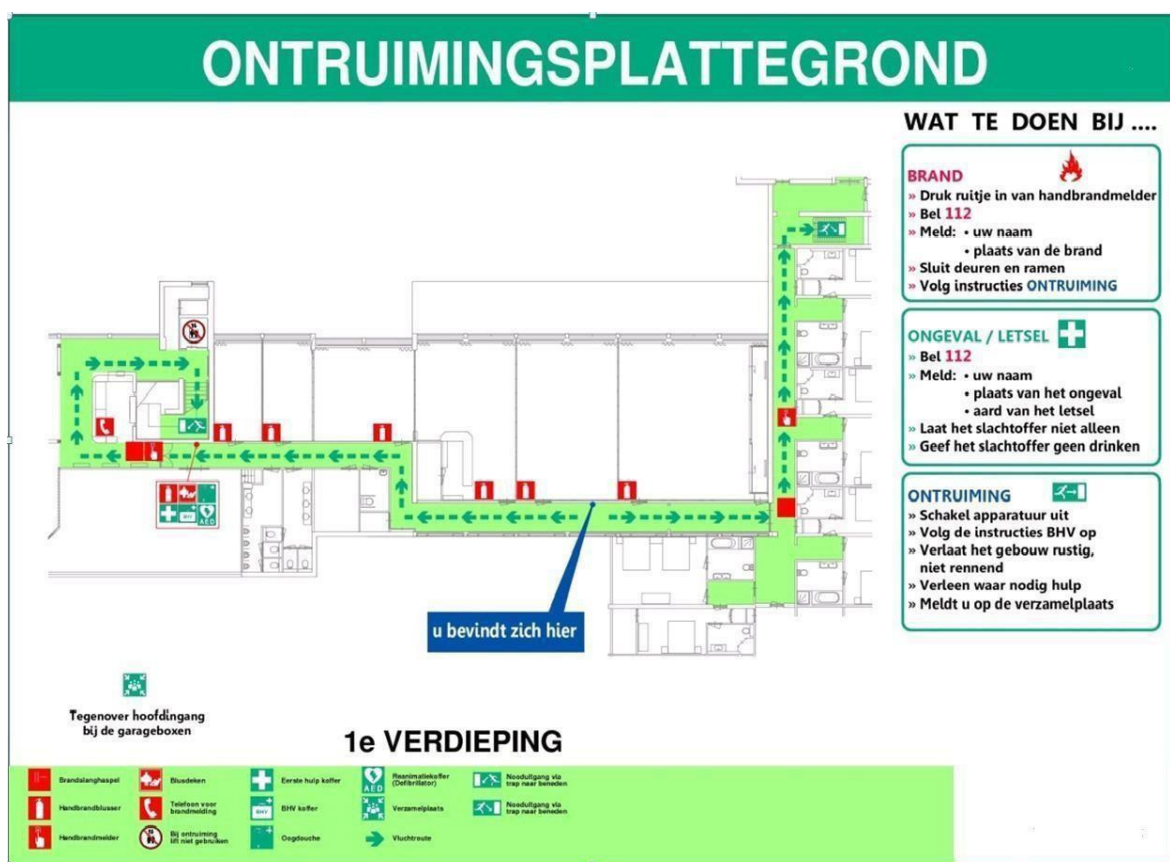 ONTRUIMINGSPLATTEGROND
WAT TE DOEN BIJ ....
BRAND
» Druk ruitje in van handbrandmelder
» Bel 112
» Meld: • uw naam
• plaats van de brand
» Sluit deuren en ramen
» Volg instructies ONTRUIMING
ONGEVAL / LETSEL
» Bel 112
» Meld: • uw naam
• plaats van het ongeval
• aard van het letsel
» Laat het slachtoffer niet alleen
» Geef het slachtoffer geen drinken
ONTRUIMING
» Schakel apparatuur uit
» Volg de instructies BHV op
» Verlaat het gebouw rustig,
niet rennend
» Verleen waar nodig hulp
» Meldt u op de verzamelplaats
BHV
AED
u bevindt zich hier
Tegenover hoofdingang
bij de garageboxen
1e VERDIEPING
Brandslanghaspel
Handbrandblusser
Handbrandmelder
Blusdeken
Telefoon voor
brandmelding
Bij ontruiming
lift niet gebruiken
Eerste hulp koffer
BHV
BHV koffer
Oogdouche
AED
Reanimatiekoffer
(Defibrillator)
Verzamelplaats
Vluchtroute
Nooduitgang via
trap naar beneden
Nooduitgang via
trap naar beneden